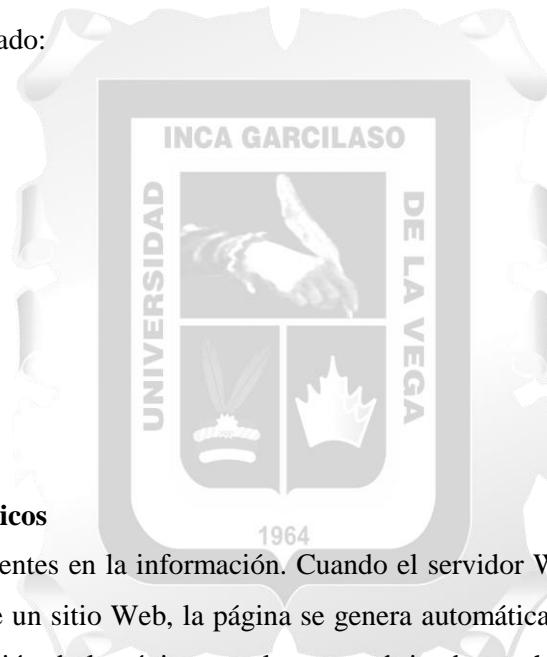 ado:
INCA GARCILASO
UNIVERSIDAD
DE LA VEGA
icos
1964
entes en la información. Cuando el servidor W
e un sitio Web, la página se genera automática